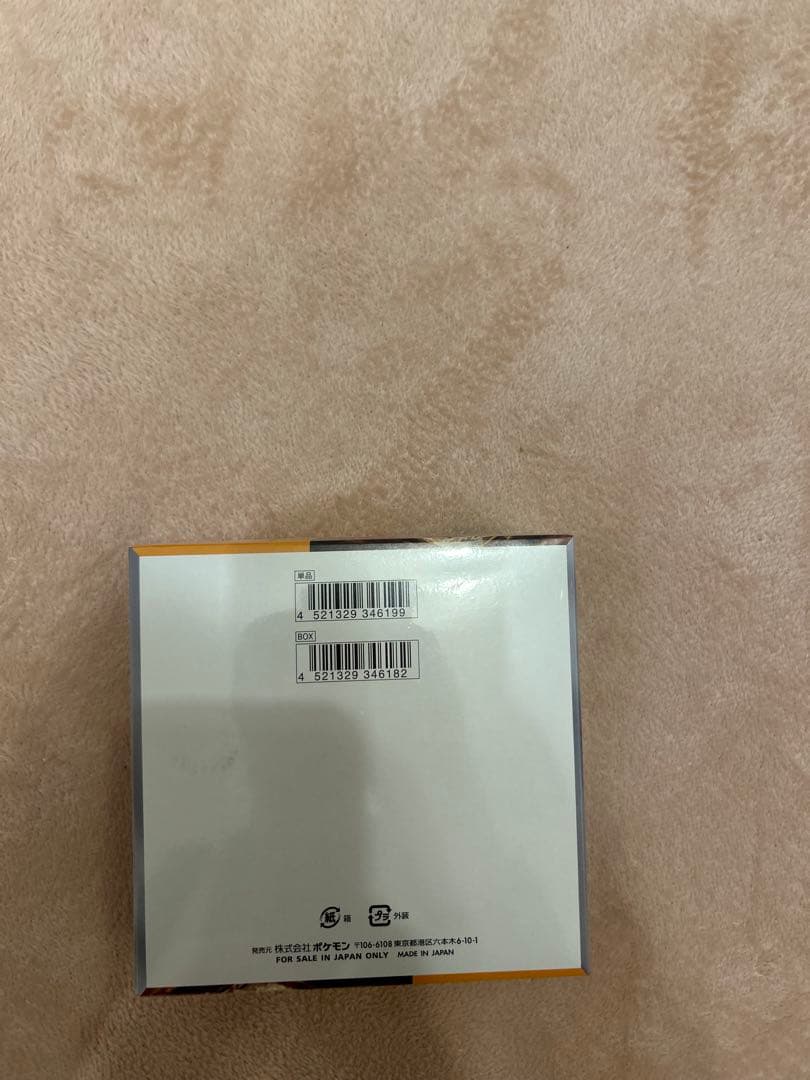 単品
4 521329 346199
BOX
4 521329 346182
紙 箱 プラ 外装
発売元 株式会社 ポケモン 〒106-6108 東京都港区六本木6-10-1
FOR SALE IN JAPAN ONLY MADE IN JAPAN